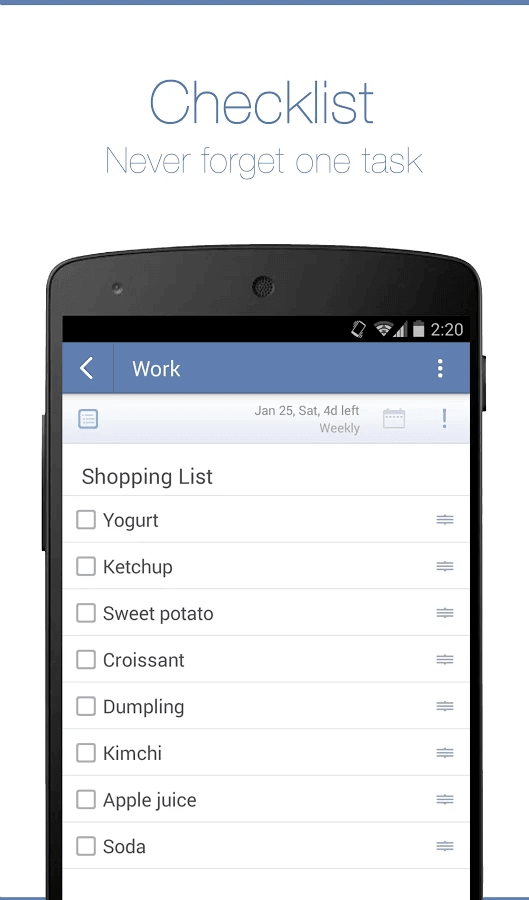 Checklist
Never forget one task
2:20
Work
Jan 25, Sat, 4d left
Weekly
!
Shopping List
Yogurt
Ketchup
Sweet potato
Croissant
Dumpling
Kimchi
Apple juice
Soda